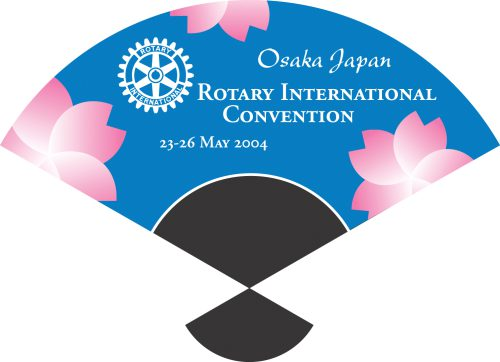 ROTARY
INTERNATIONAL
Osaka Japan
ROTARY INTERNATIONAL
CONVENTION
23-26 MAY 2004